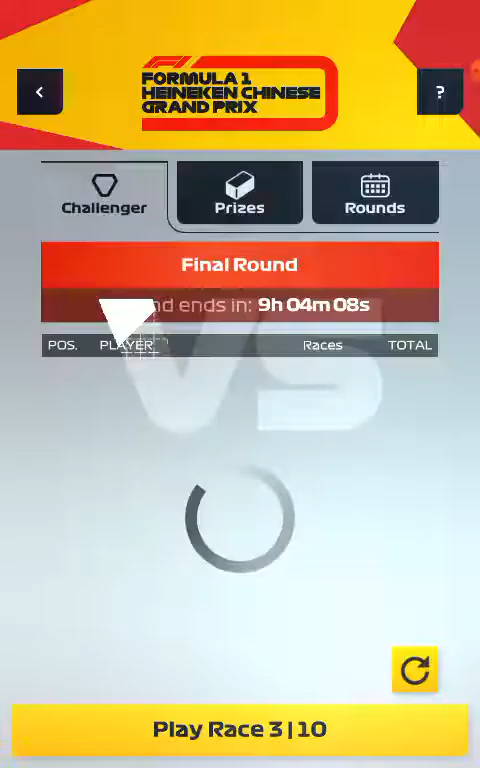 FORMULA 1
HEINEKEN CHINESE
GRAND PRIX
?
Challenger
Prizes
Rounds
Final Round
ends in: 9h 04m 08s
POS. PLAYER Races TOTAL
VS
Play Race 3|10